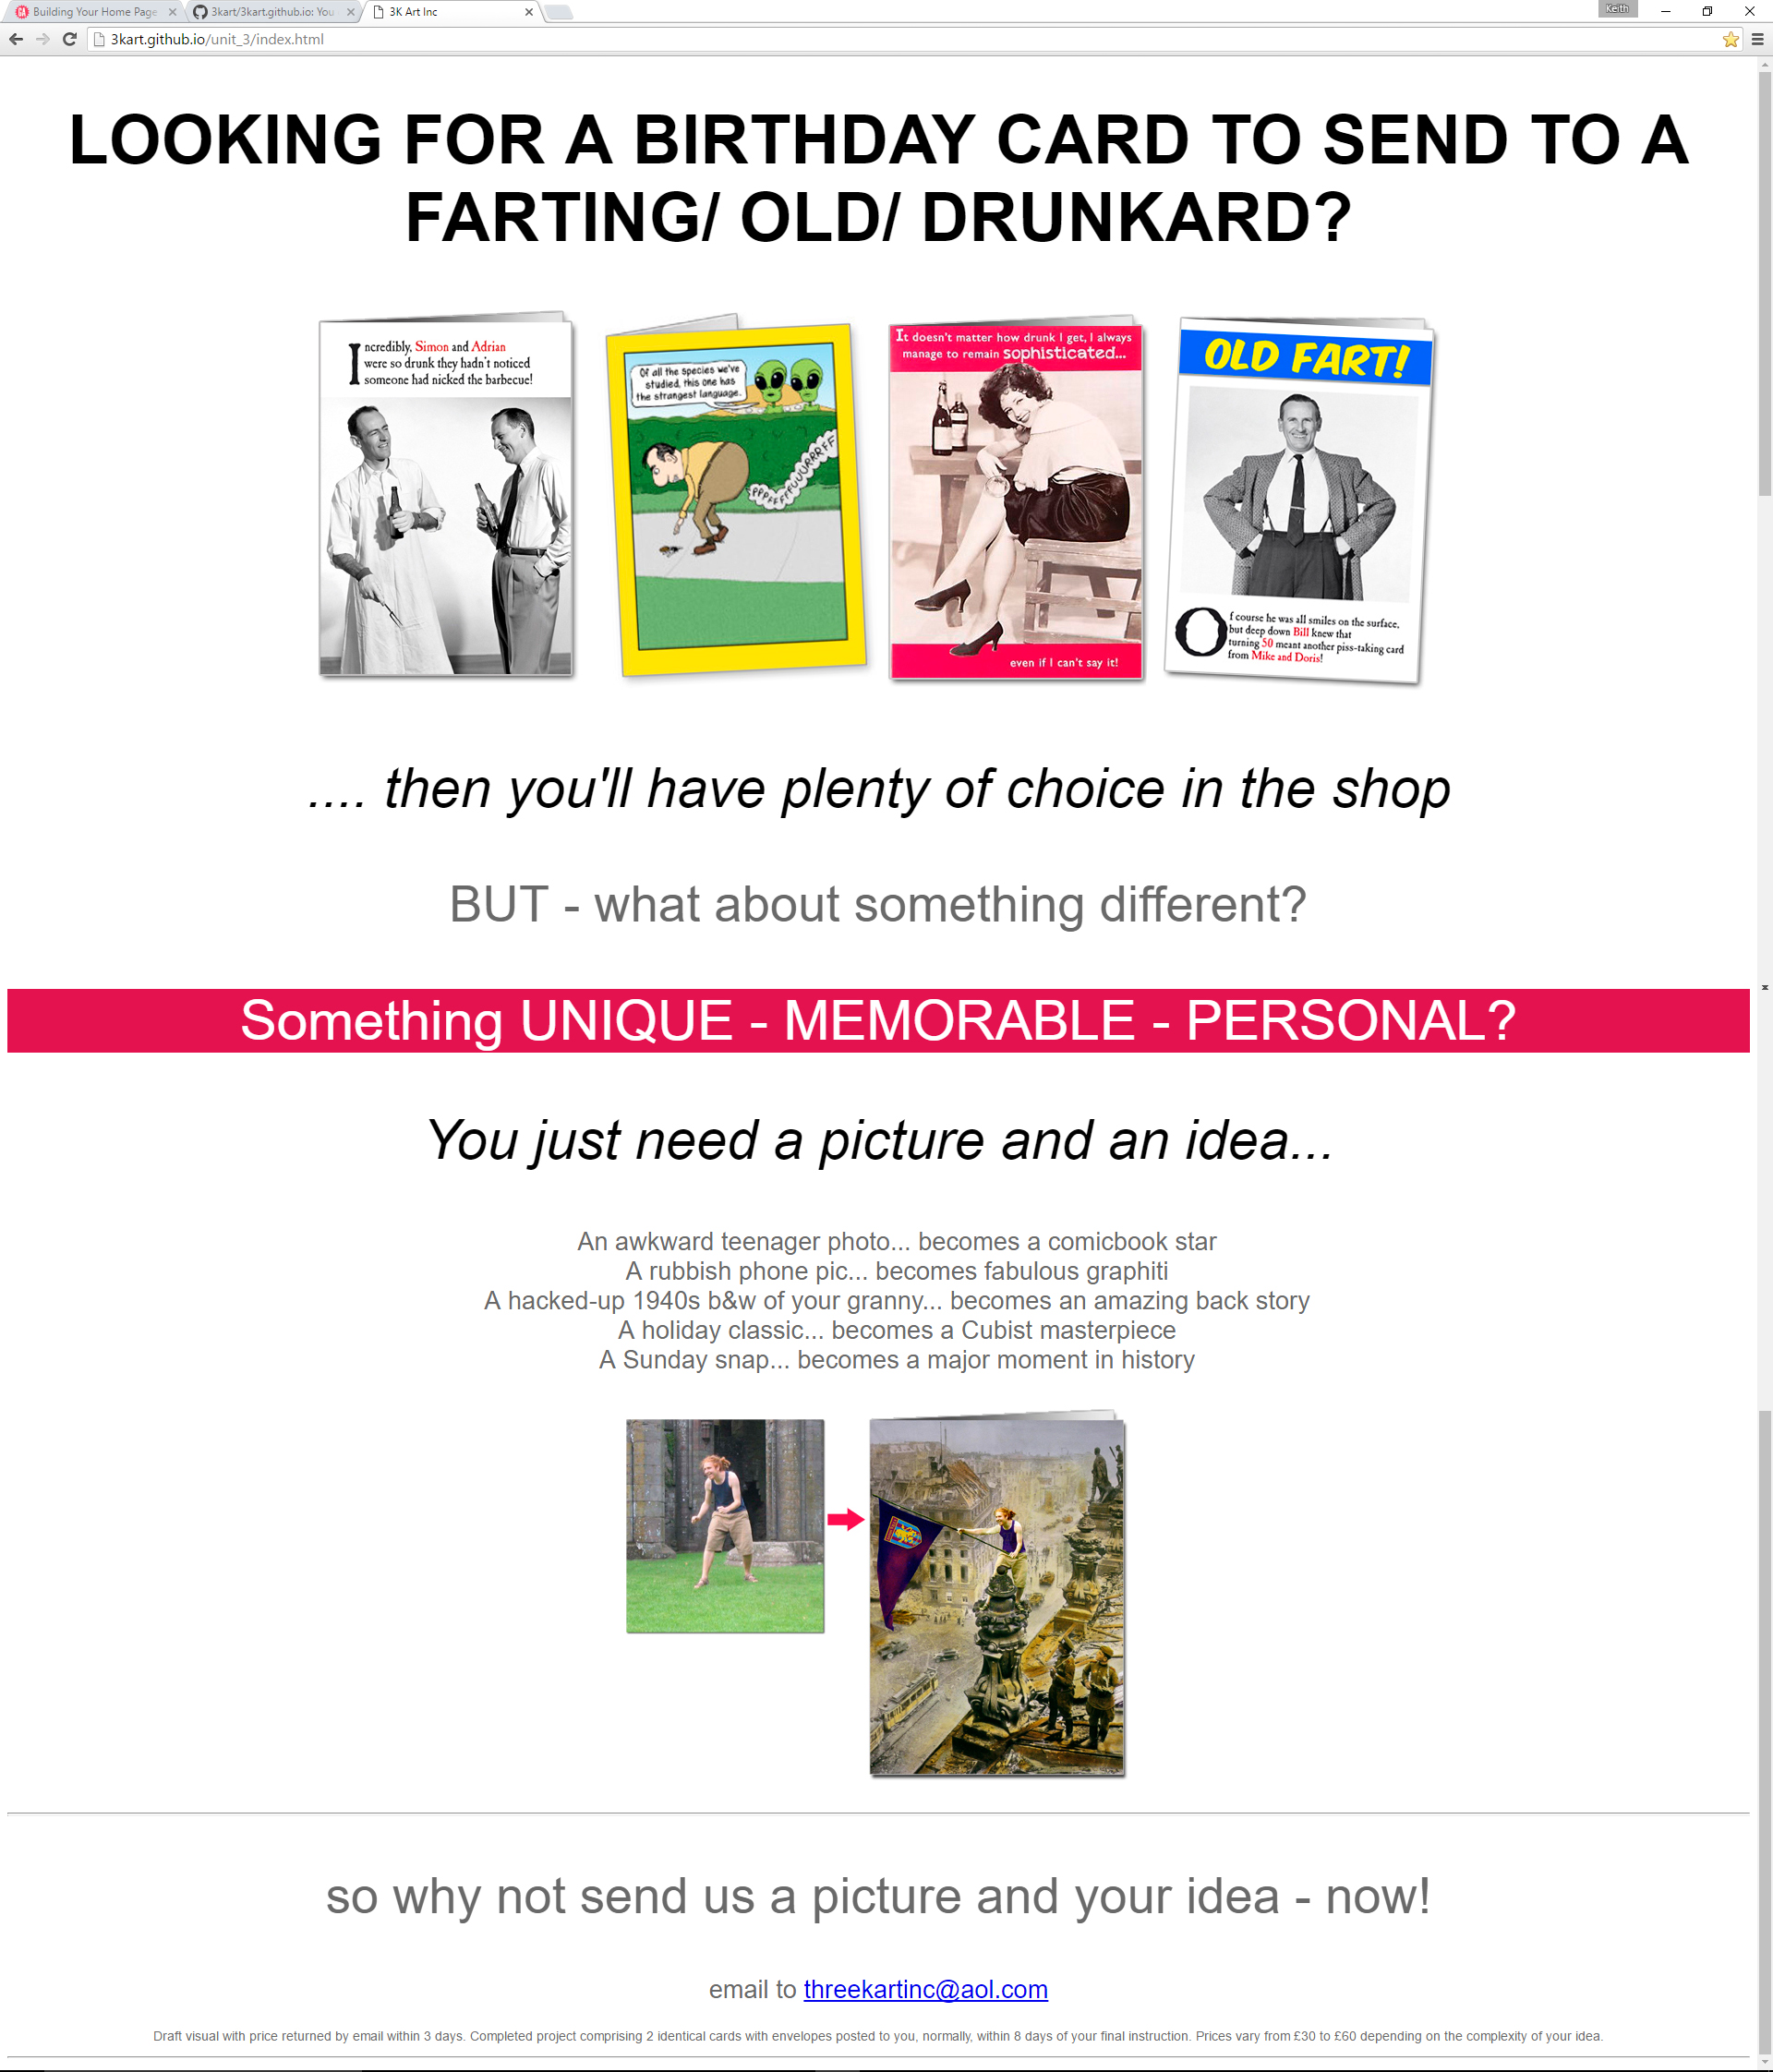 Building Your Home Page
3kart/3kart.github.io: You
3K Art Inc
Keith
3kart.github.io/unit_3/index.html
LOOKING FOR A BIRTHDAY CARD TO SEND TO A
FARTING/ OLD/ DRUNKARD?
Incredibly, Simon and Adrian
were so drunk they hadn't noticed
someone had nicked the barbecue!
Of all the species we've
studied, this one has
the strangest language.
PPPFFFFFUUURRRFF
It doesn't matter how drunk I get, I always
manage to remain sophisticated...
even if I can't say it!
OLD FART!
Of course he was all smiles on the surface,
but deep down Bill knew that
turning 50 meant another piss-taking card
from Mike and Doris!
.... then you'll have plenty of choice in the shop
BUT - what about something different?
Something UNIQUE - MEMORABLE - PERSONAL?
You just need a picture and an idea...
An awkward teenager photo... becomes a comicbook star
A rubbish phone pic... becomes fabulous graphiti
A hacked-up 1940s b&w of your granny... becomes an amazing back story
A holiday classic... becomes a Cubist masterpiece
A Sunday snap... becomes a major moment in history
so why not send us a picture and your idea - now!
email to threekartinc@aol.com
Draft visual with price returned by email within 3 days. Completed project comprising 2 identical cards with envelopes posted to you, normally, within 8 days of your final instruction. Prices vary from £30 to £60 depending on the complexity of your idea.